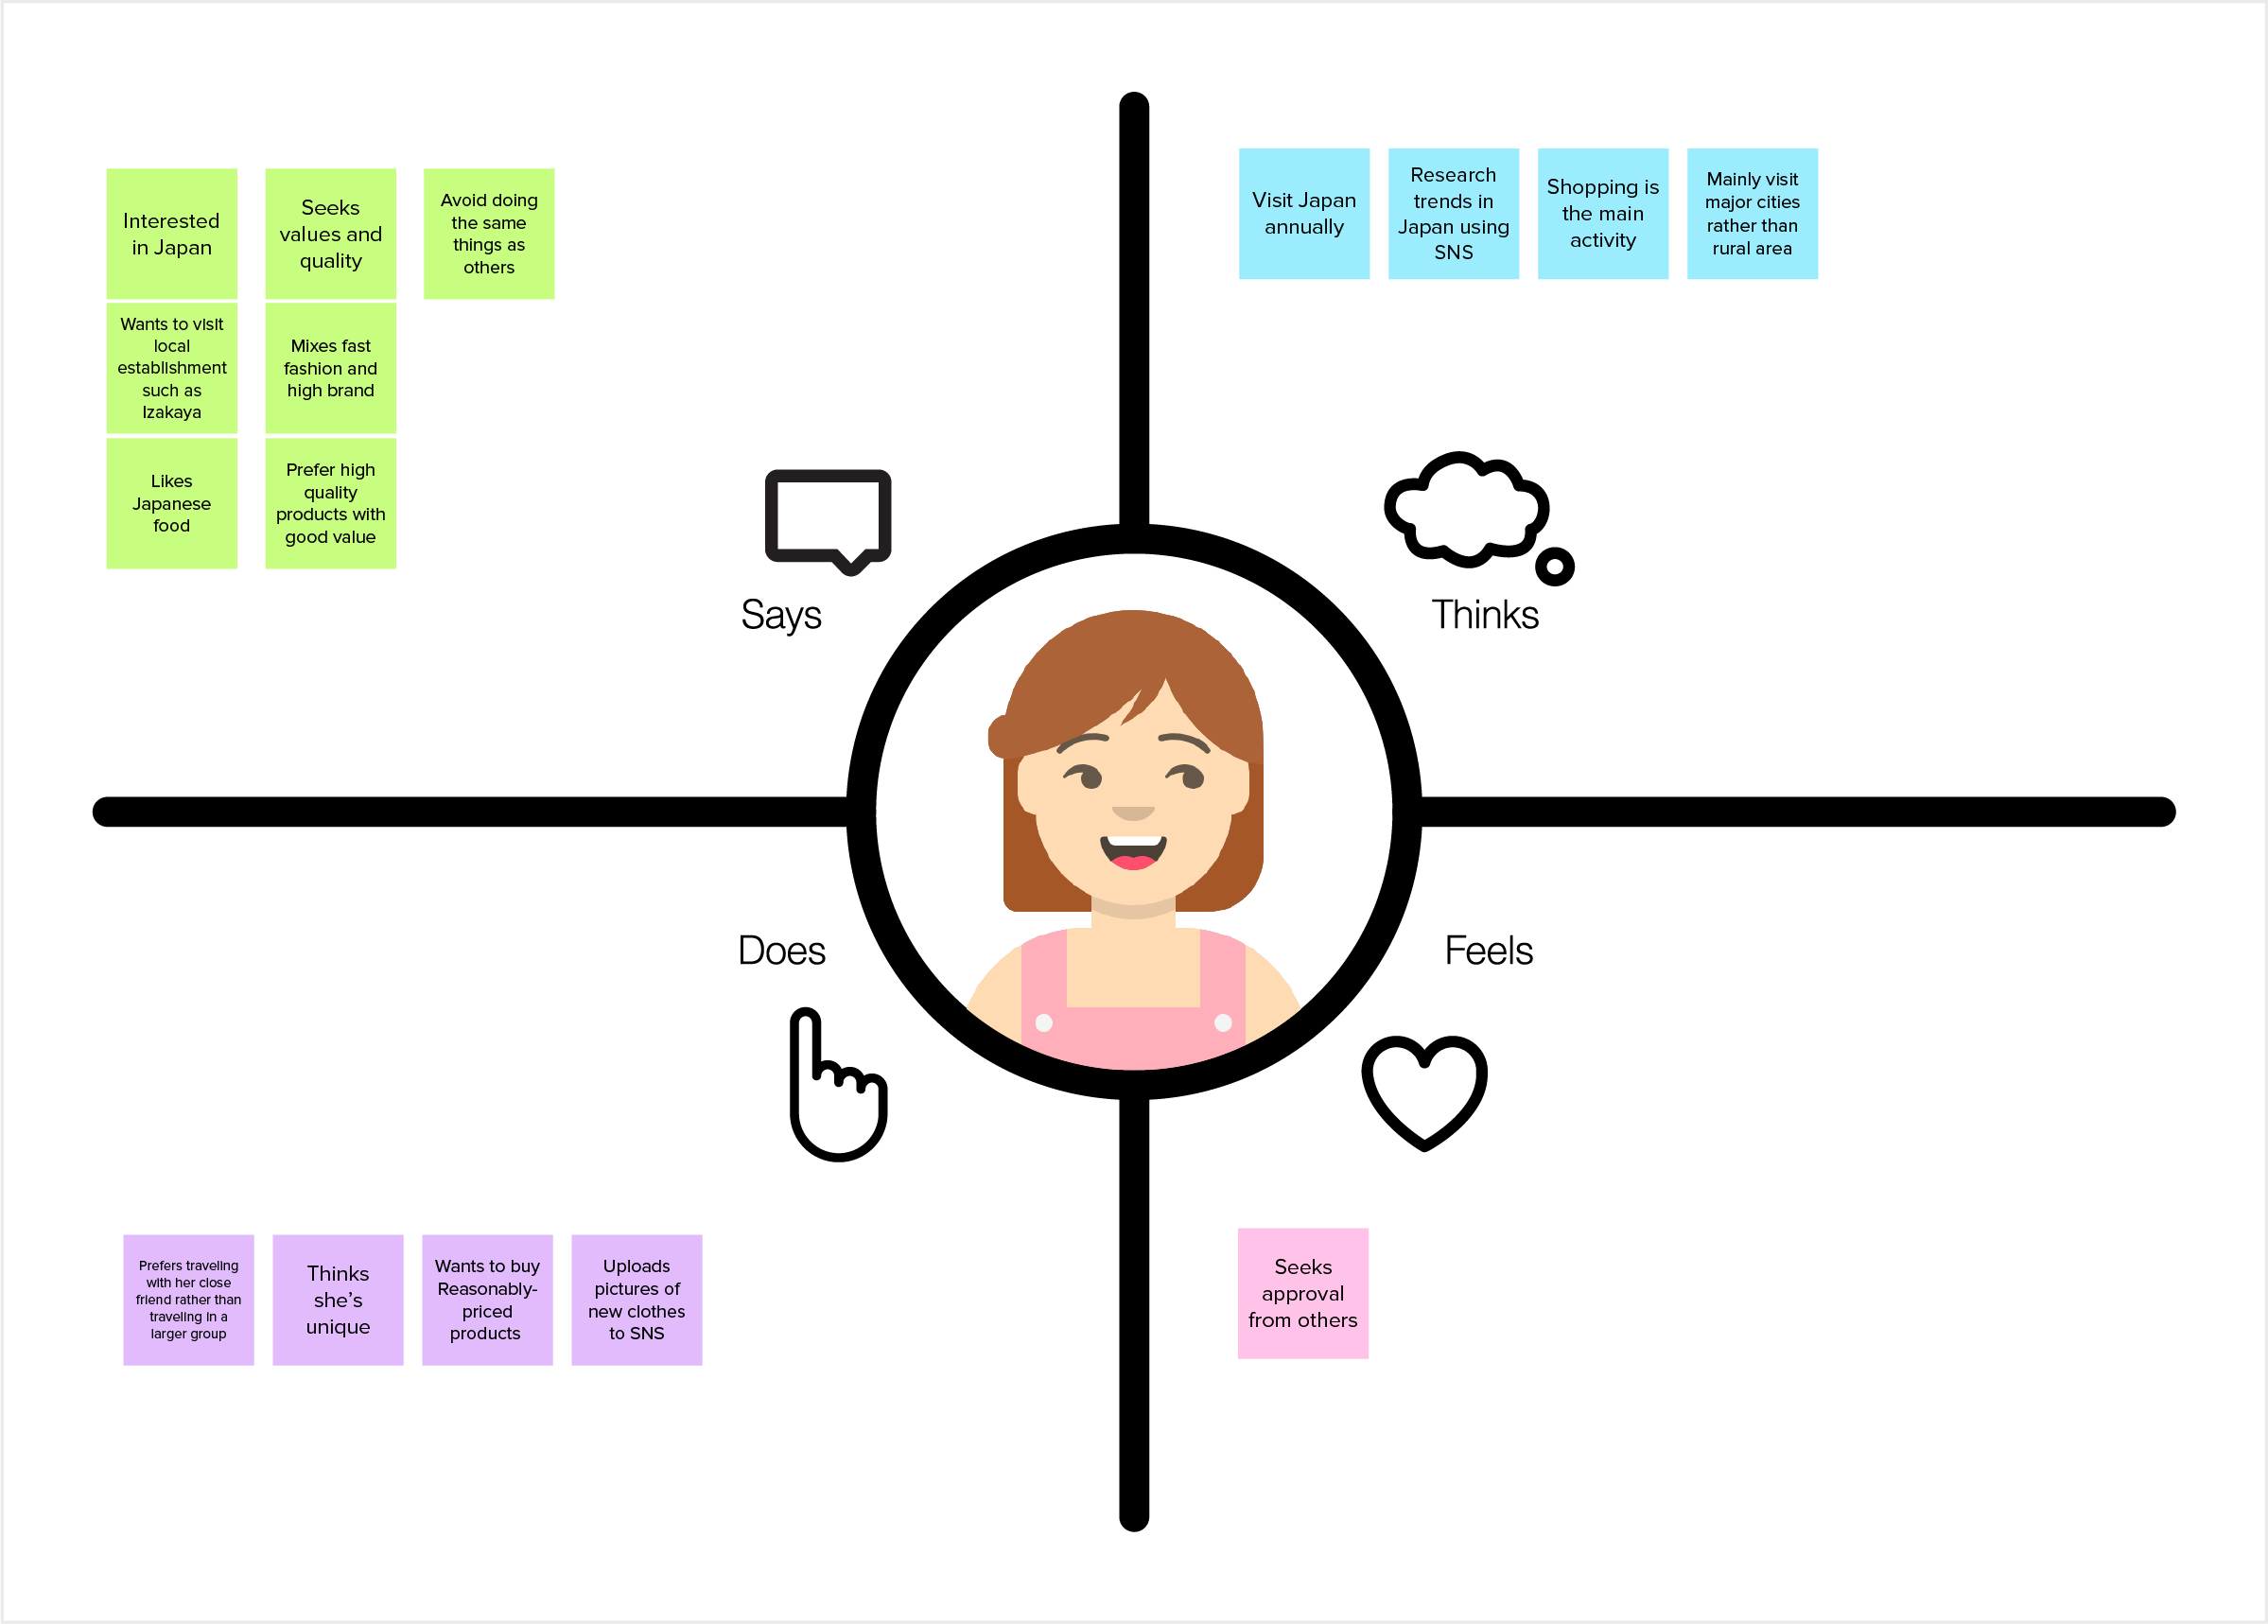 Interested
in Japan
Seeks
values and
quality
Avoid doing
the same
things as
others
Wants to visit
local
establishment
such as
Izakaya
Mixes fast
fashion and
high brand
Likes
Japanese
food
Prefer high
quality
products with
good value
Says
Visit Japan
annually
Research
trends in
Japan using
SNS
Shopping is
the main
activity
Mainly visit
major cities
rather than
rural area
Thinks
Does
Prefers traveling
with her close
friend rather than
traveling in a
larger group
Thinks
she's
unique
Wants to buy
Reasonably-
priced
products
Uploads
pictures of
new clothes
to SNS
Feels
Seeks
approval
from others